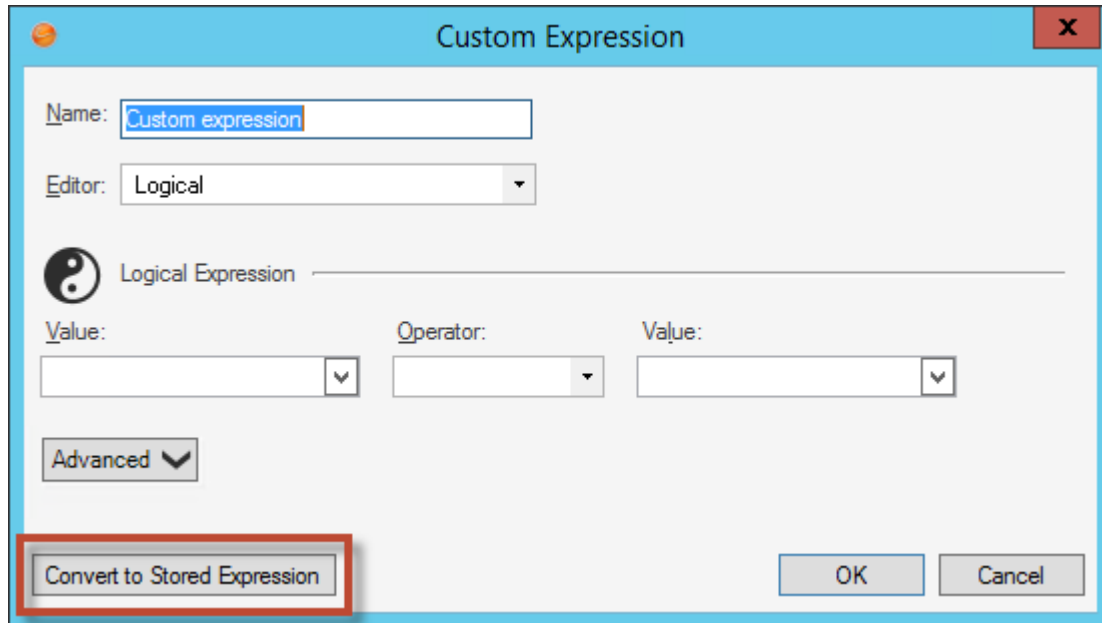 Custom Expression
x
Name: Custom expression
Editor: Logical
Logical Expression
Value: Operator: Value:
Advanced
Convert to Stored Expression OK Cancel